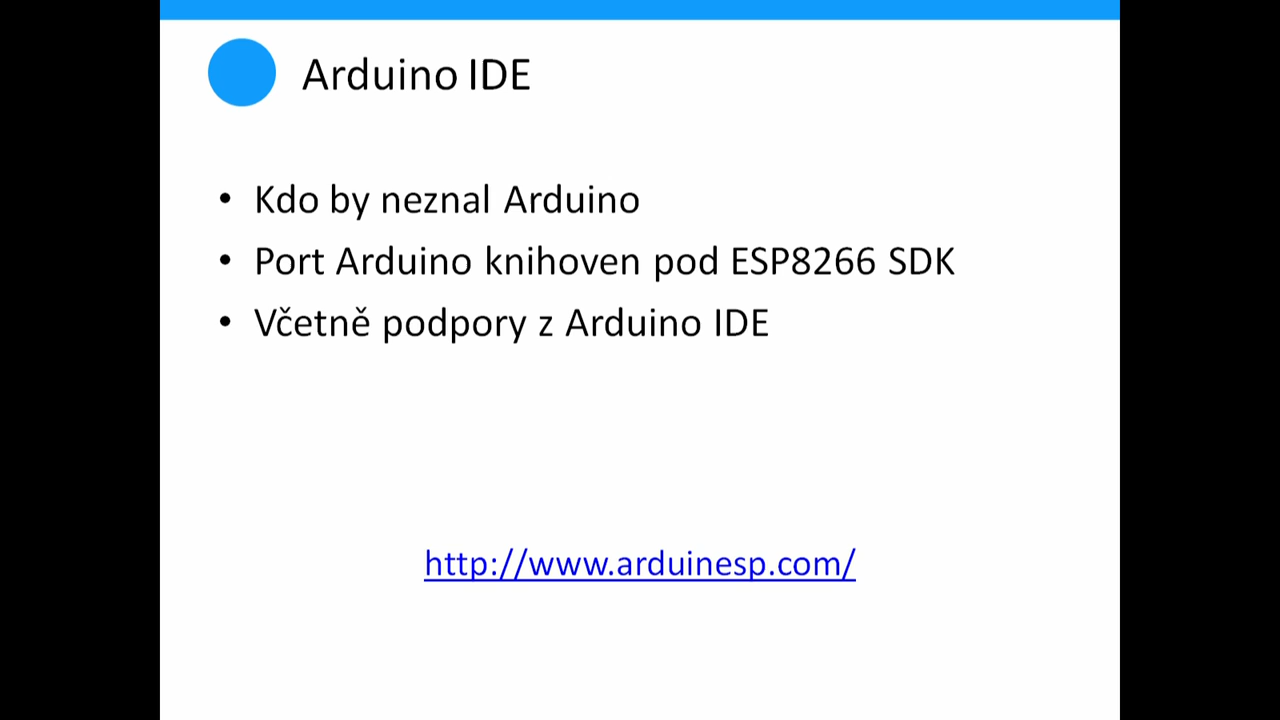 Arduino IDE
• Kdo by neznal Arduino
• Port Arduino knihoven pod ESP8266 SDK
• Včetně podpory z Arduino IDE
http://www.arduinesp.com/